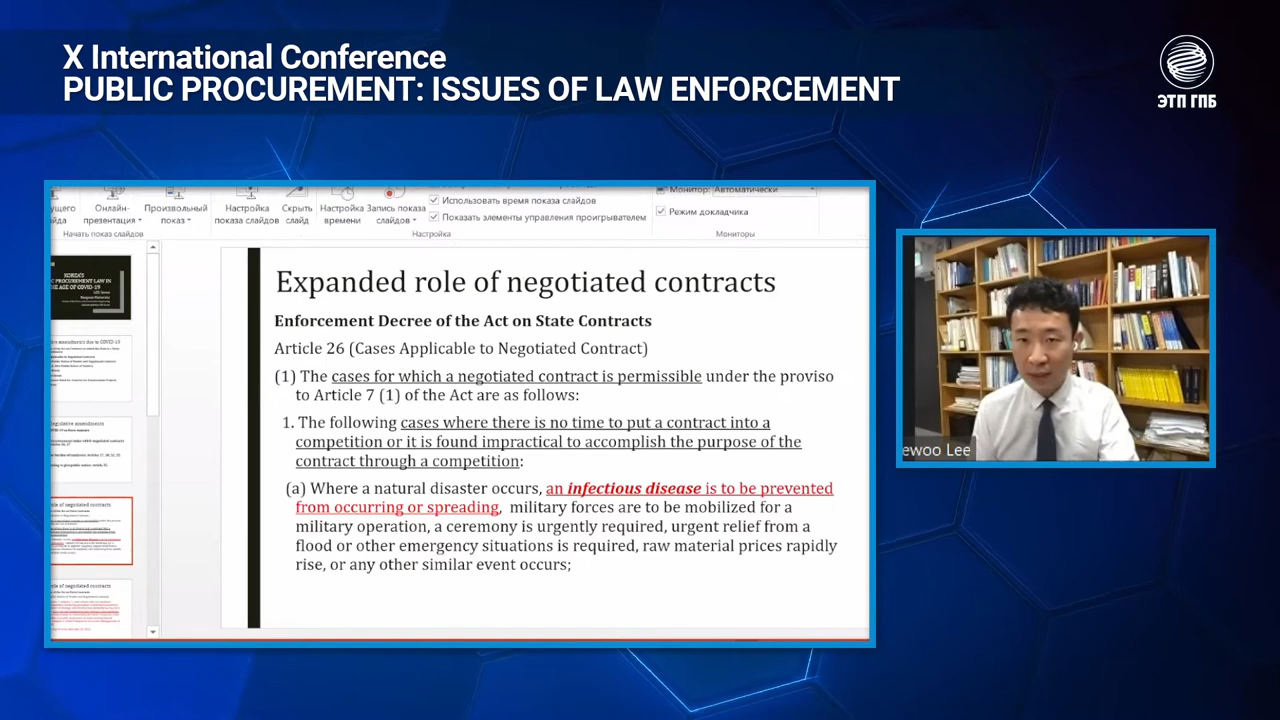 X International Conference
PUBLIC PROCUREMENT: ISSUES OF LAW ENFORCEMENT
ЭТП ГПБ
Онлайн-
презентация
Произвольный
показ
Настройка
показа слайдов
Скрыть
слайд
Настройка
времени
Запись показа
слайдов
Использовать время показа слайдов
Показать элементы управления проигрывателем
Монитор: Автоматически
Режим докладчика
Начать показ слайдов
Настройка
Мониторы
Expanded role of negotiated contracts
Enforcement Decree of the Act on State Contracts
Article 26 (Cases Applicable to Negotiated Contract)
(1) The cases for which a negotiated contract is permissible under the proviso
to Article 7 (1) of the Act are as follows:
1. The following cases where there is no time to put a contract into a
competition or it is found impractical to accomplish the purpose of the
contract through a competition:
(a) Where a natural disaster occurs, an infectious disease is to be prevented
from occurring or spreading, military forces are to be mobilized for a
military operation, a ceremony is urgently required, urgent relief from a
flood or other emergency situations is required, raw material prices rapidly
rise, or any other similar event occurs;
ewoo Lee